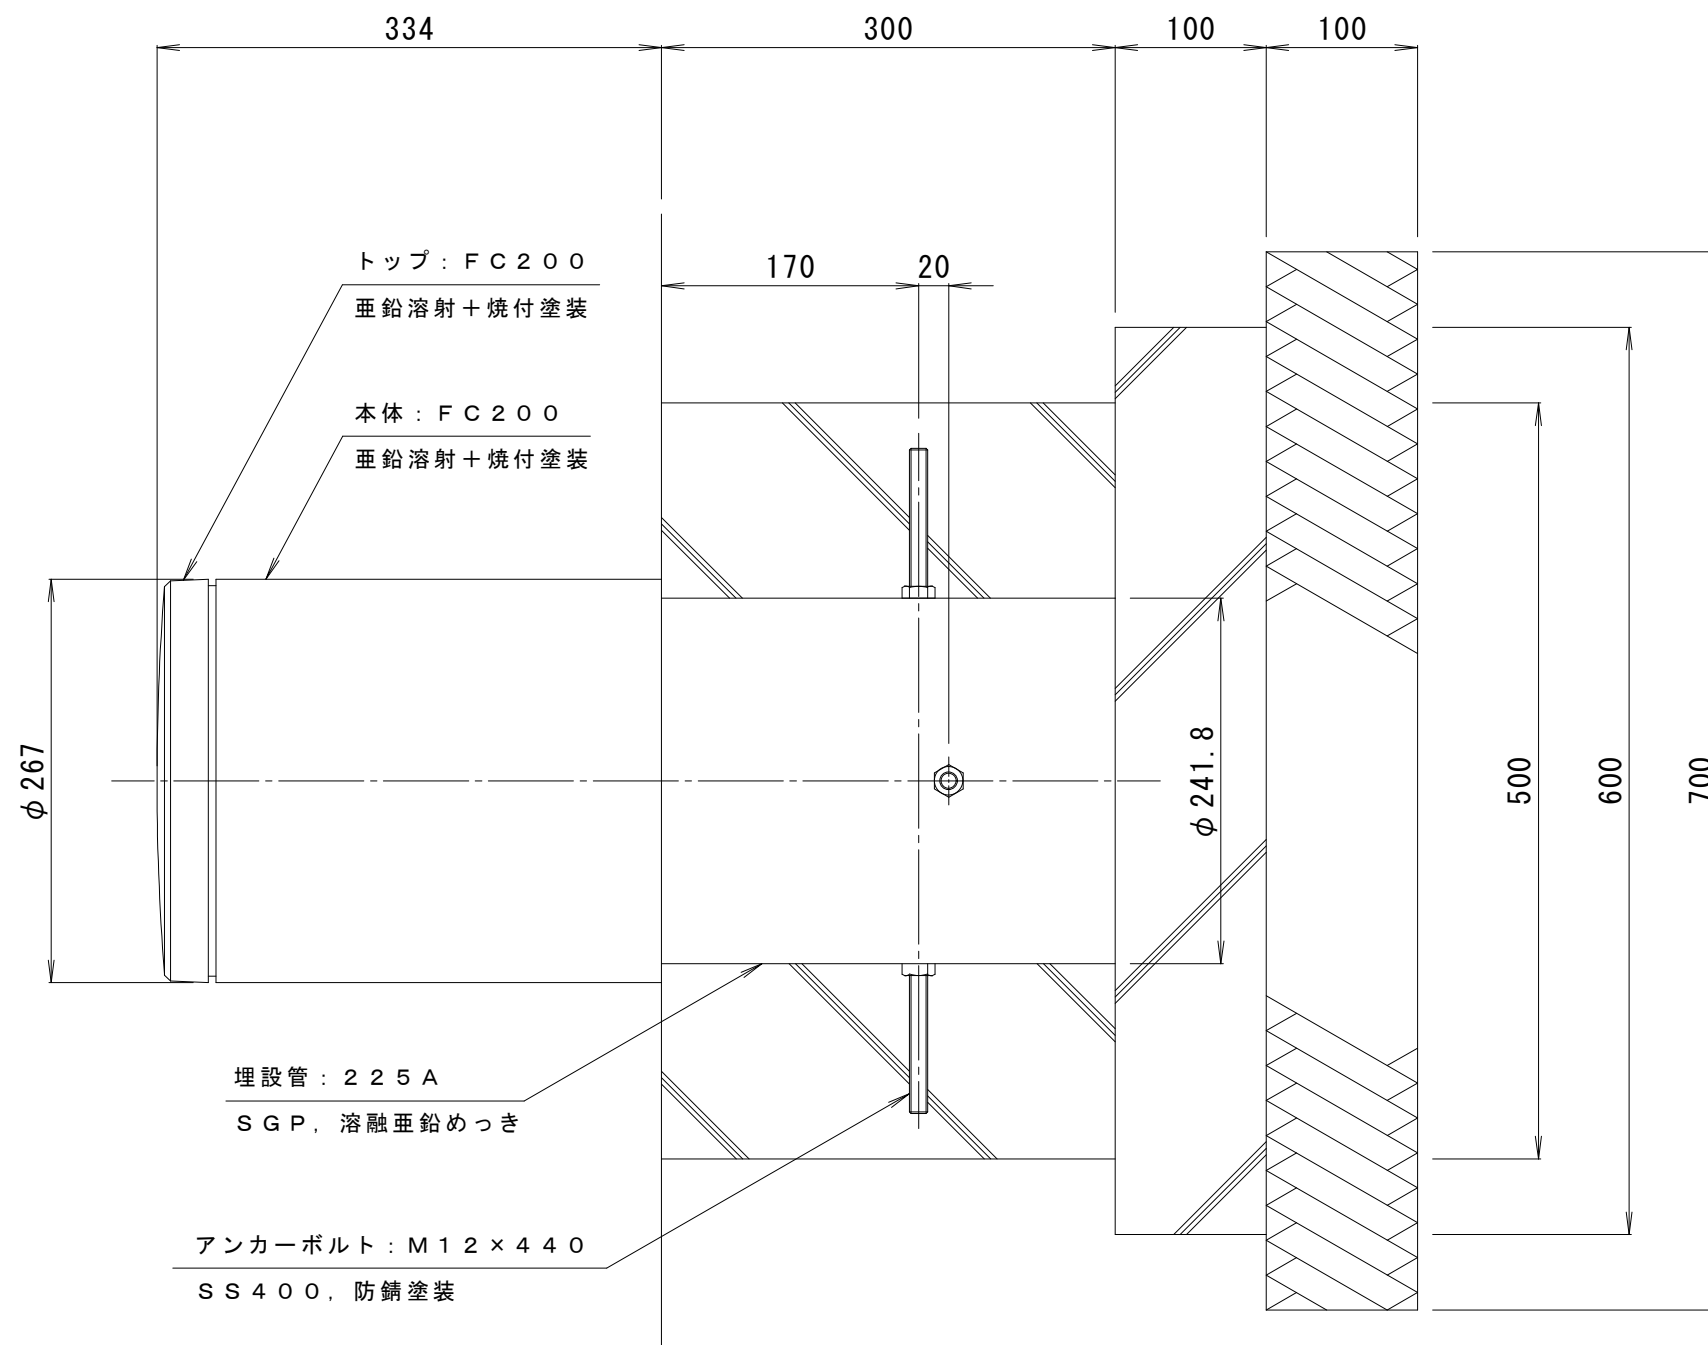 334
300
100
100
170
20
トップ：ＦＣ２００
亜鉛溶射＋焼付塗装
本体：ＦＣ２００
亜鉛溶射＋焼付塗装
φ267
φ241.8
500
600
700
埋設管：２２５Ａ
ＳＧＰ，溶融亜鉛めっき
アンカーボルト：Ｍ１２×４４０
ＳＳ４００，防錆塗装